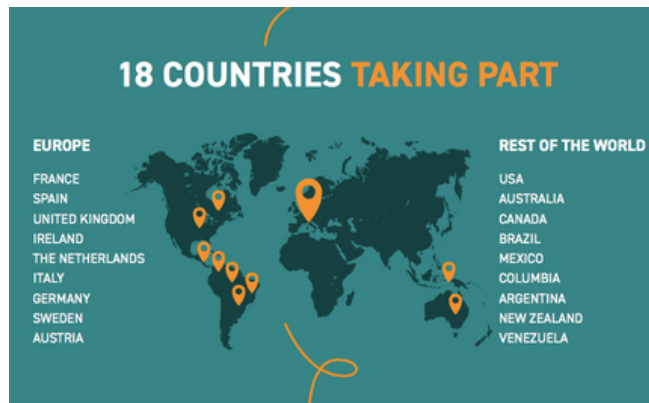 18 COUNTRIES TAKING PART
EUROPE
FRANCE
SPAIN
UNITED KINGDOM
IRELAND
THE NETHERLANDS
ITALY
GERMANY
SWEDEN
AUSTRIA
REST OF THE WORLD
USA
AUSTRALIA
CANADA
BRAZIL
MEXICO
COLUMBIA
ARGENTINA
NEW ZEALAND
VENEZUELA